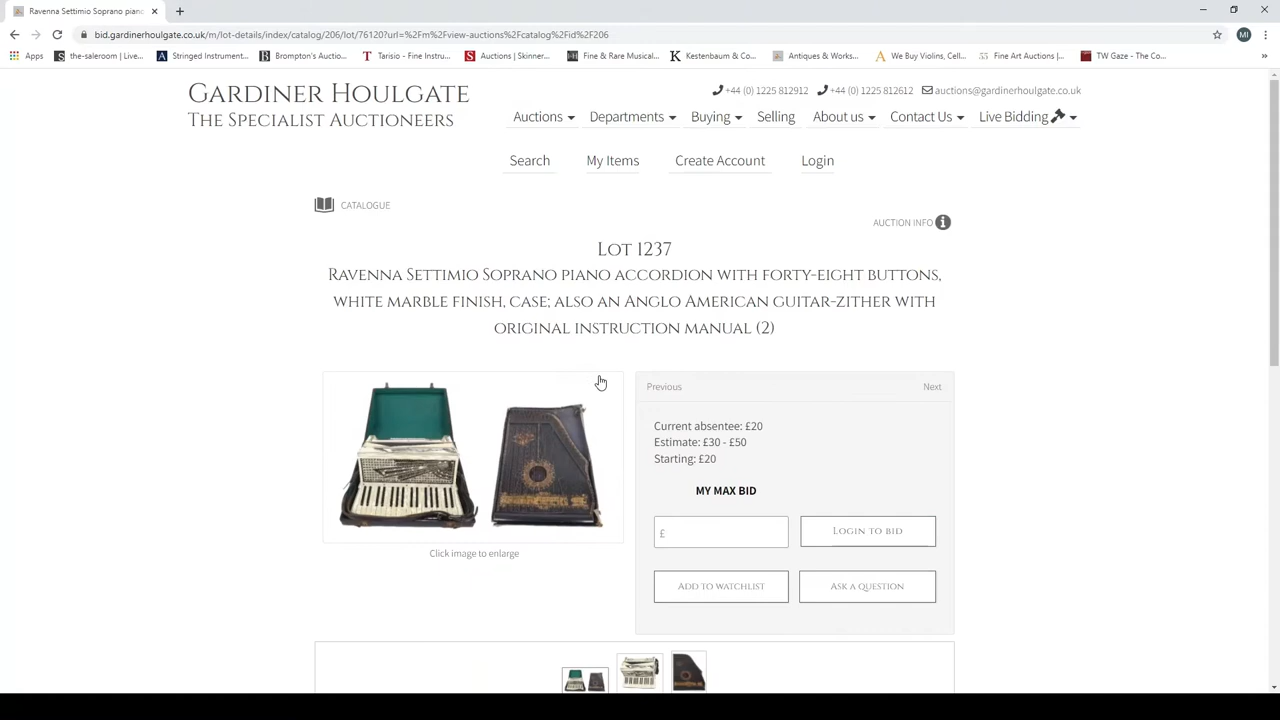 Ravenna Settimio Soprano piano
bid.gardinerhoulgate.co.uk/m/lot-details/index/catalog/206/lot/76120?url=%2Fm%2Fview-auctions%2Fcatalog%2Fid%2F206
MI
Apps the-saleroom | Live... Stringed Instrument... Brompton's Auction... Tarisio - Fine Instru... Auctions | Skinner... Fine & Rare Musical... Kestenbaum & Co... Antiques & Works... We Buy Violins, Cell... Fine Art Auctions |... TW Gaze - The Co...
GARDINER HOULGATE
THE SPECIALIST AUCTIONEERS
+44 (0) 1225 812912 +44 (0) 1225 812612 auctions@gardinerhoulgate.co.uk
Auctions Departments Buying Selling About us Contact Us Live Bidding
Search My Items Create Account Login
CATALOGUE
AUCTION INFO
LOT 1237
RAVENNA SETTIMIO SOPRANO PIANO ACCORDION WITH FORTY-EIGHT BUTTONS,
WHITE MARBLE FINISH, CASE; ALSO AN ANGLO AMERICAN GUITAR-ZITHER WITH
ORIGINAL INSTRUCTION MANUAL (2)
Previous Next
Current absentee: £20
Estimate: £30 - £50
Starting: £20
MY MAX BID
£
LOGIN TO BID
Click image to enlarge
ADD TO WATCHLIST ASK A QUESTION